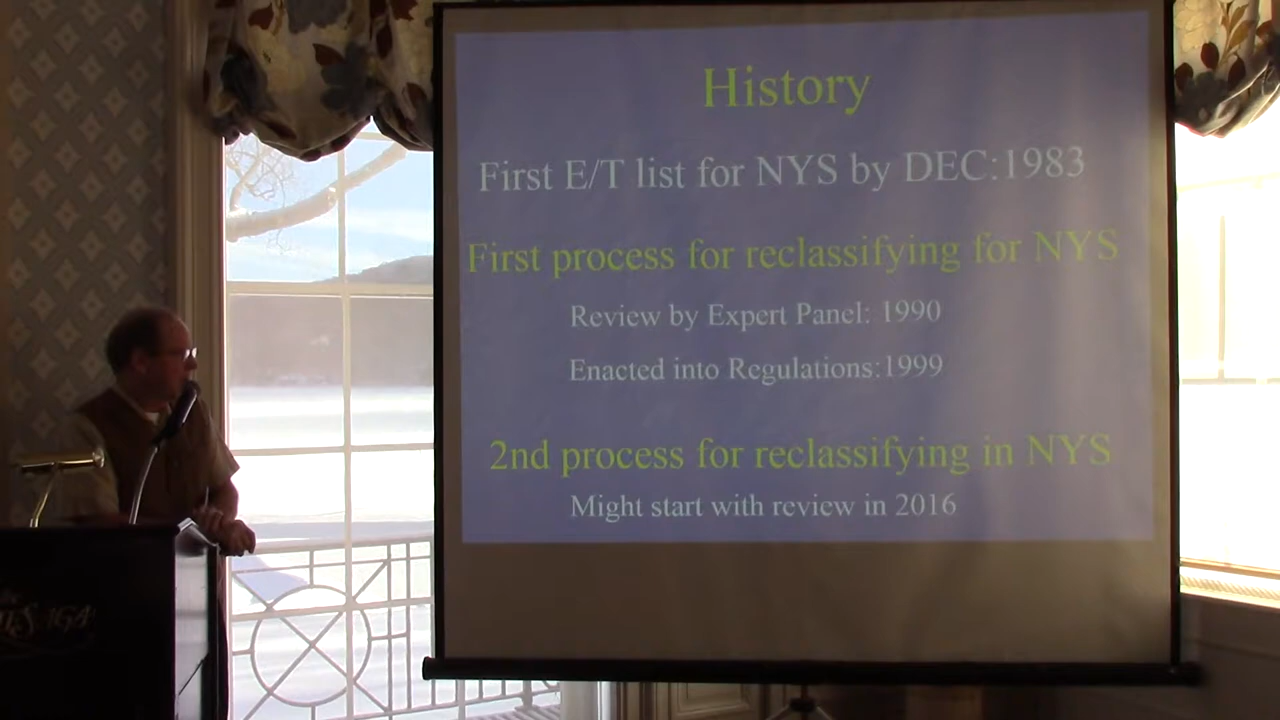 History
First E/T list for NYS by DEC:1983
First process for reclassifying for NYS
Review by Expert Panel: 1990
Enacted into Regulations:1999
2nd process for reclassifying in NYS
Might start with review in 2016